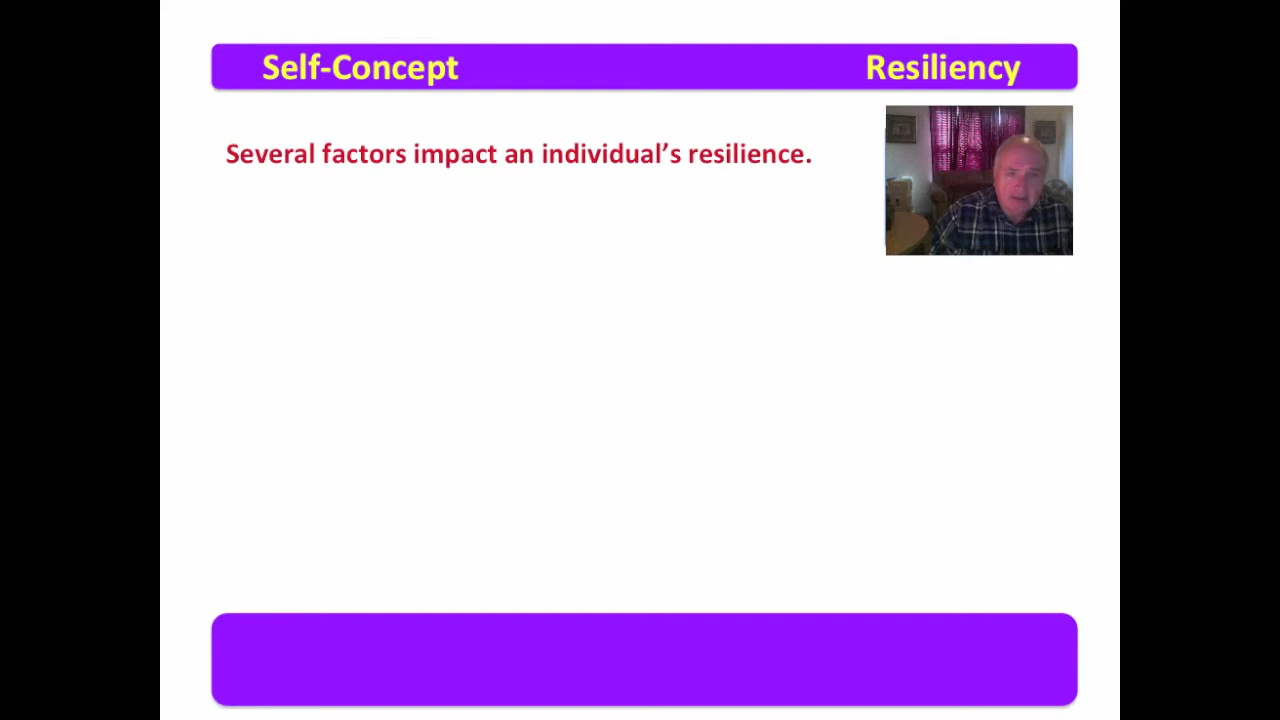 Self-Concept Resiliency
Several factors impact an individual’s resilience.